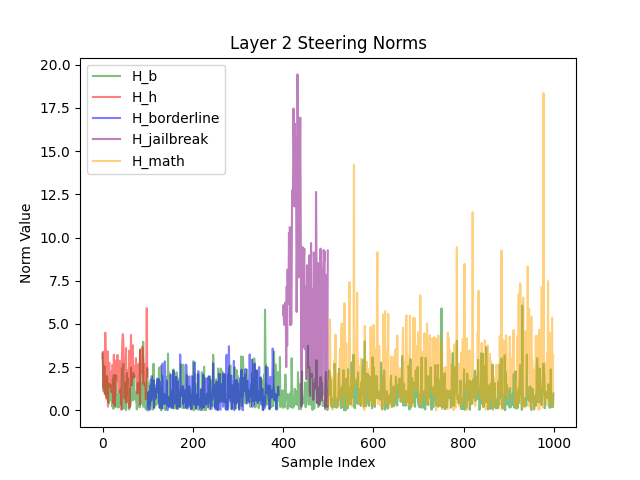 Layer 2 Steering Norms
H_b
H_h
H_borderline
H_jailbreak
H_math
Norm Value
20.0
17.5
15.0
12.5
10.0
7.5
5.0
2.5
0.0
0
200
400
600
800
1000
Sample Index